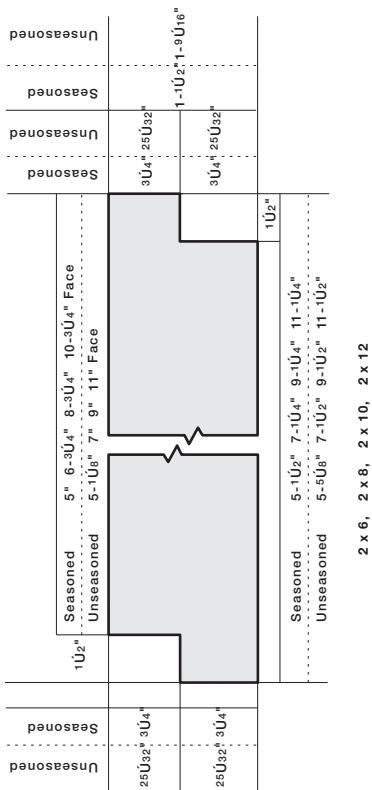 Seasoned 5" 6-3Ú4" 8-3Ú4" 10-3Ú4" Face
Unseasoned 5-1Ú8" 7" 9" 11" Face
1Ú2"
Unseasoned
Seasoned
25Ú32" 3Ú4"
25Ú32" 3Ú4"
Seasoned
Unseasoned
Seasoned
Unseasoned
3Ú4" 25Ú32"
3Ú4" 25Ú32"
1-1Ú2" 1-9Ú16"
1Ú2"
Seasoned 5-1Ú2" 7-1Ú4" 9-1Ú4" 11-1Ú4"
Unseasoned 5-5Ú8" 7-1Ú2" 9-1Ú2" 11-1Ú2"
2 x 6, 2 x 8, 2 x 10, 2 x 12